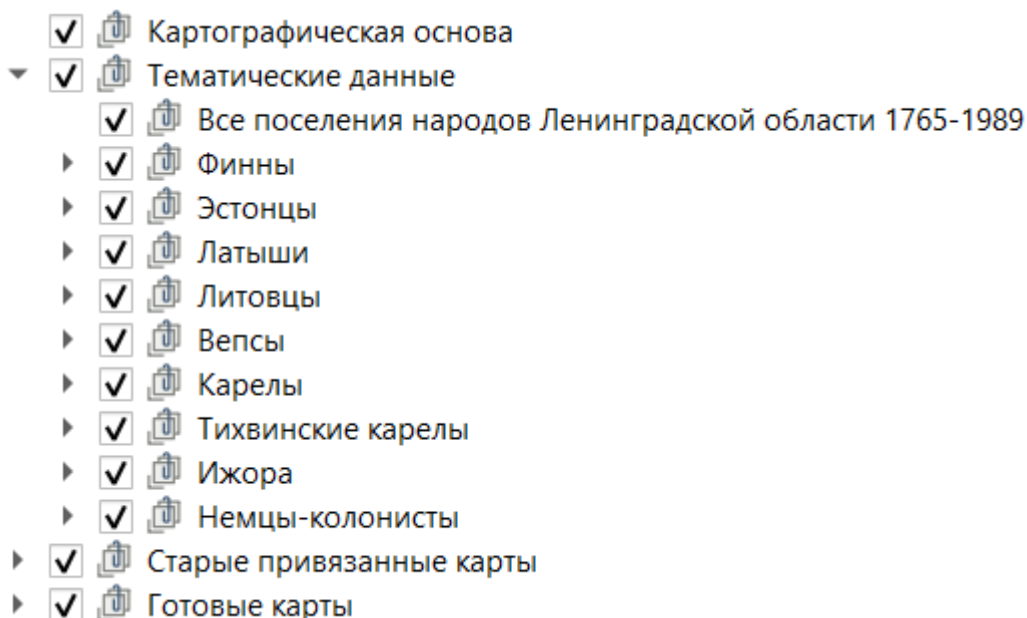 Картографическая основа
Тематические данные
Все поселения народов Ленинградской области 1765-1989
Финны
Эстонцы
Латыши
Литовцы
Вепсы
Карелы
Тихвинские карелы
Ижора
Немцы-колонисты
Старые привязанные карты
Готовые карты